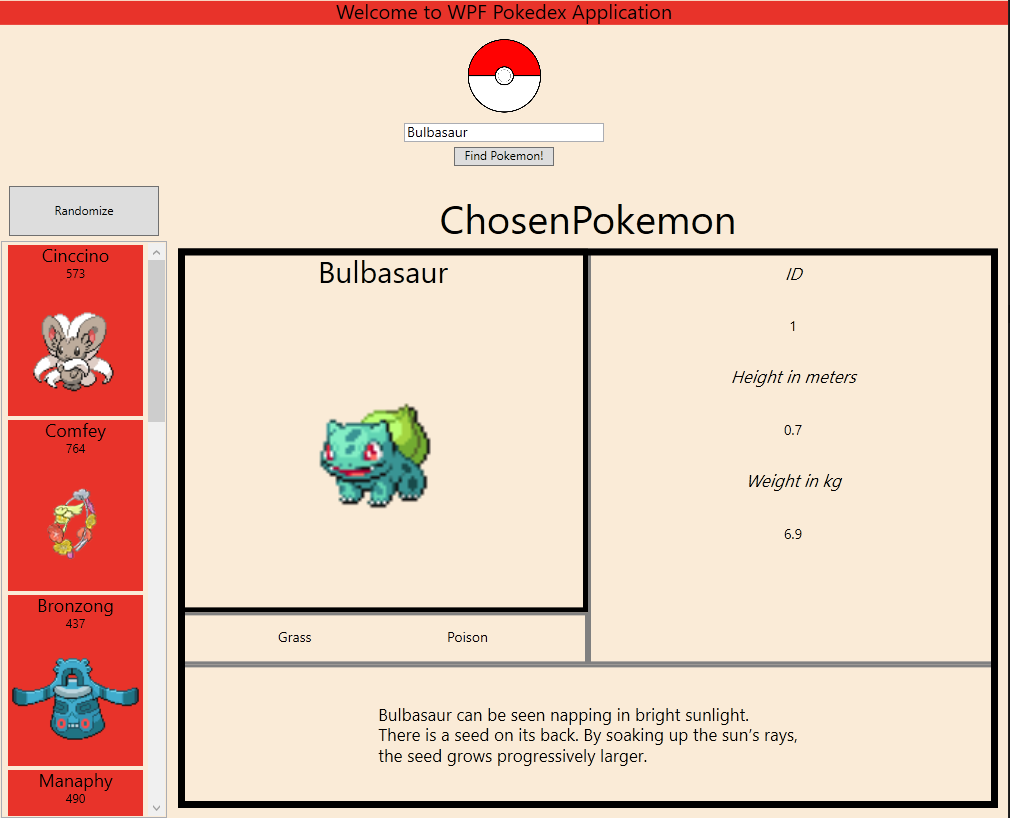 Welcome to WPF Pokedex Application
Bulbasaur
Find Pokemon!
Randomize
Cinccino
573
Comfey
764
Bronzong
437
Manaphy
490
ChosenPokemon
Bulbasaur
Grass
Poison
ID
1
Height in meters
0.7
Weight in kg
6.9
Bulbasaur can be seen napping in bright sunlight.
There is a seed on its back. By soaking up the sun’s rays,
the seed grows progressively larger.